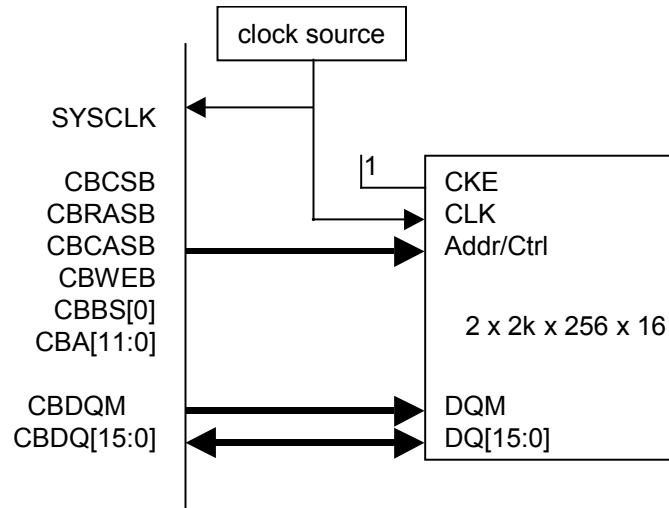 clock source
SYSCLK
1
CBCSB
CKE
CBRASB
CLK
CBCASB
Addr/Ctrl
CBWEB
CBBS[0]
2 x 2k x 256 x 16
CBA[11:0]
CBDQM
DQM
CBDQ[15:0]
DQ[15:0]